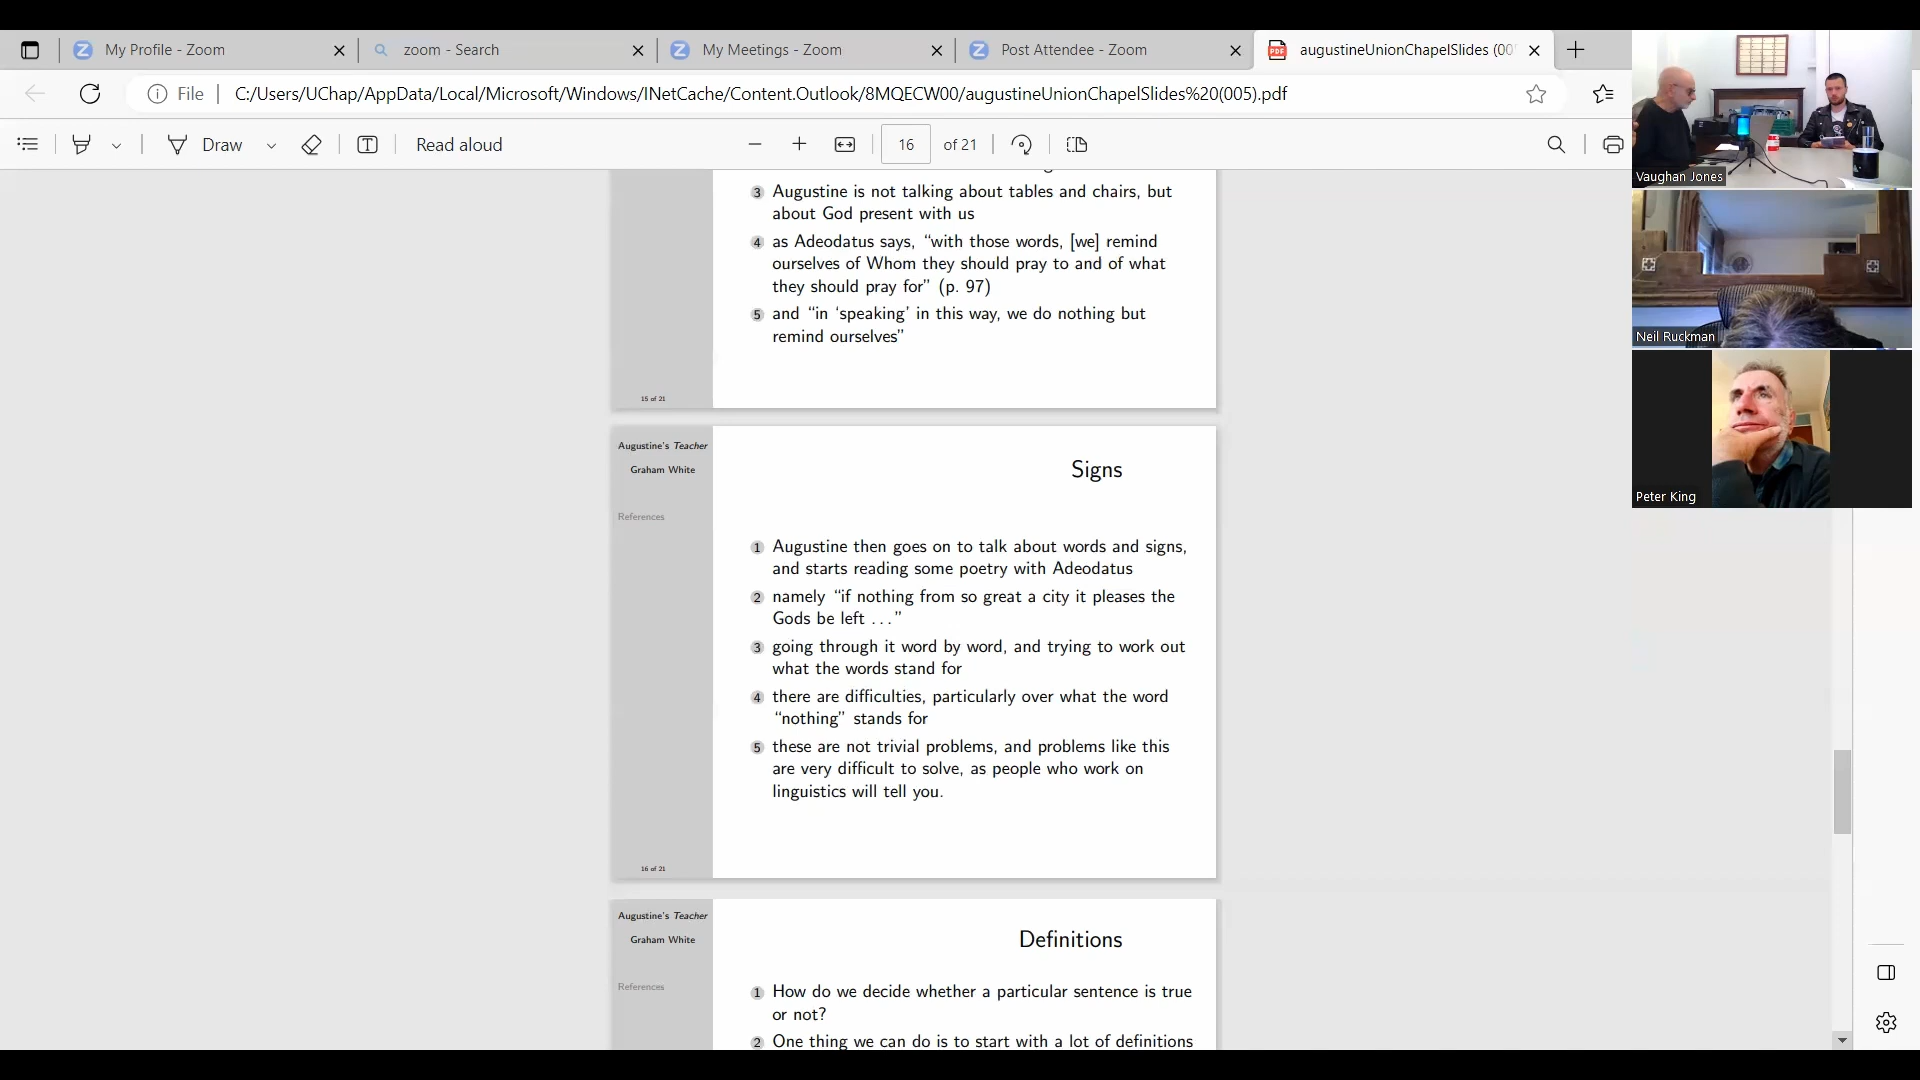 My Profile - Zoom
zoom - Search
My Meetings - Zoom
Post Attendee - Zoom
augustineUnionChapelSlides (00
File
C:/Users/UChap/AppData/Local/Microsoft/Windows/INetCache/Content.Outlook/8MQECW00/augustineUnionChapelSlides%20(005).pdf
Draw
Read aloud
16 of 21
3 Augustine is not talking about tables and chairs, but
about God present with us
4 as Adeodatus says, “with those words, [we] remind
ourselves of Whom they should pray to and of what
they should pray for” (p. 97)
5 and “in ‘speaking’ in this way, we do nothing but
remind ourselves”
15 of 21
Augustine's Teacher
Graham White
References
Signs
1 Augustine then goes on to talk about words and signs,
and starts reading some poetry with Adeodatus
2 namely “if nothing from so great a city it pleases the
Gods be left ...”
3 going through it word by word, and trying to work out
what the words stand for
4 there are difficulties, particularly over what the word
“nothing” stands for
5 these are not trivial problems, and problems like this
are very difficult to solve, as people who work on
linguistics will tell you.
16 of 21
Augustine's Teacher
Graham White
References
Definitions
1 How do we decide whether a particular sentence is true
or not?
2 One thing we can do is to start with a lot of definitions
Vaughan Jones
Neil Ruckman
Peter King